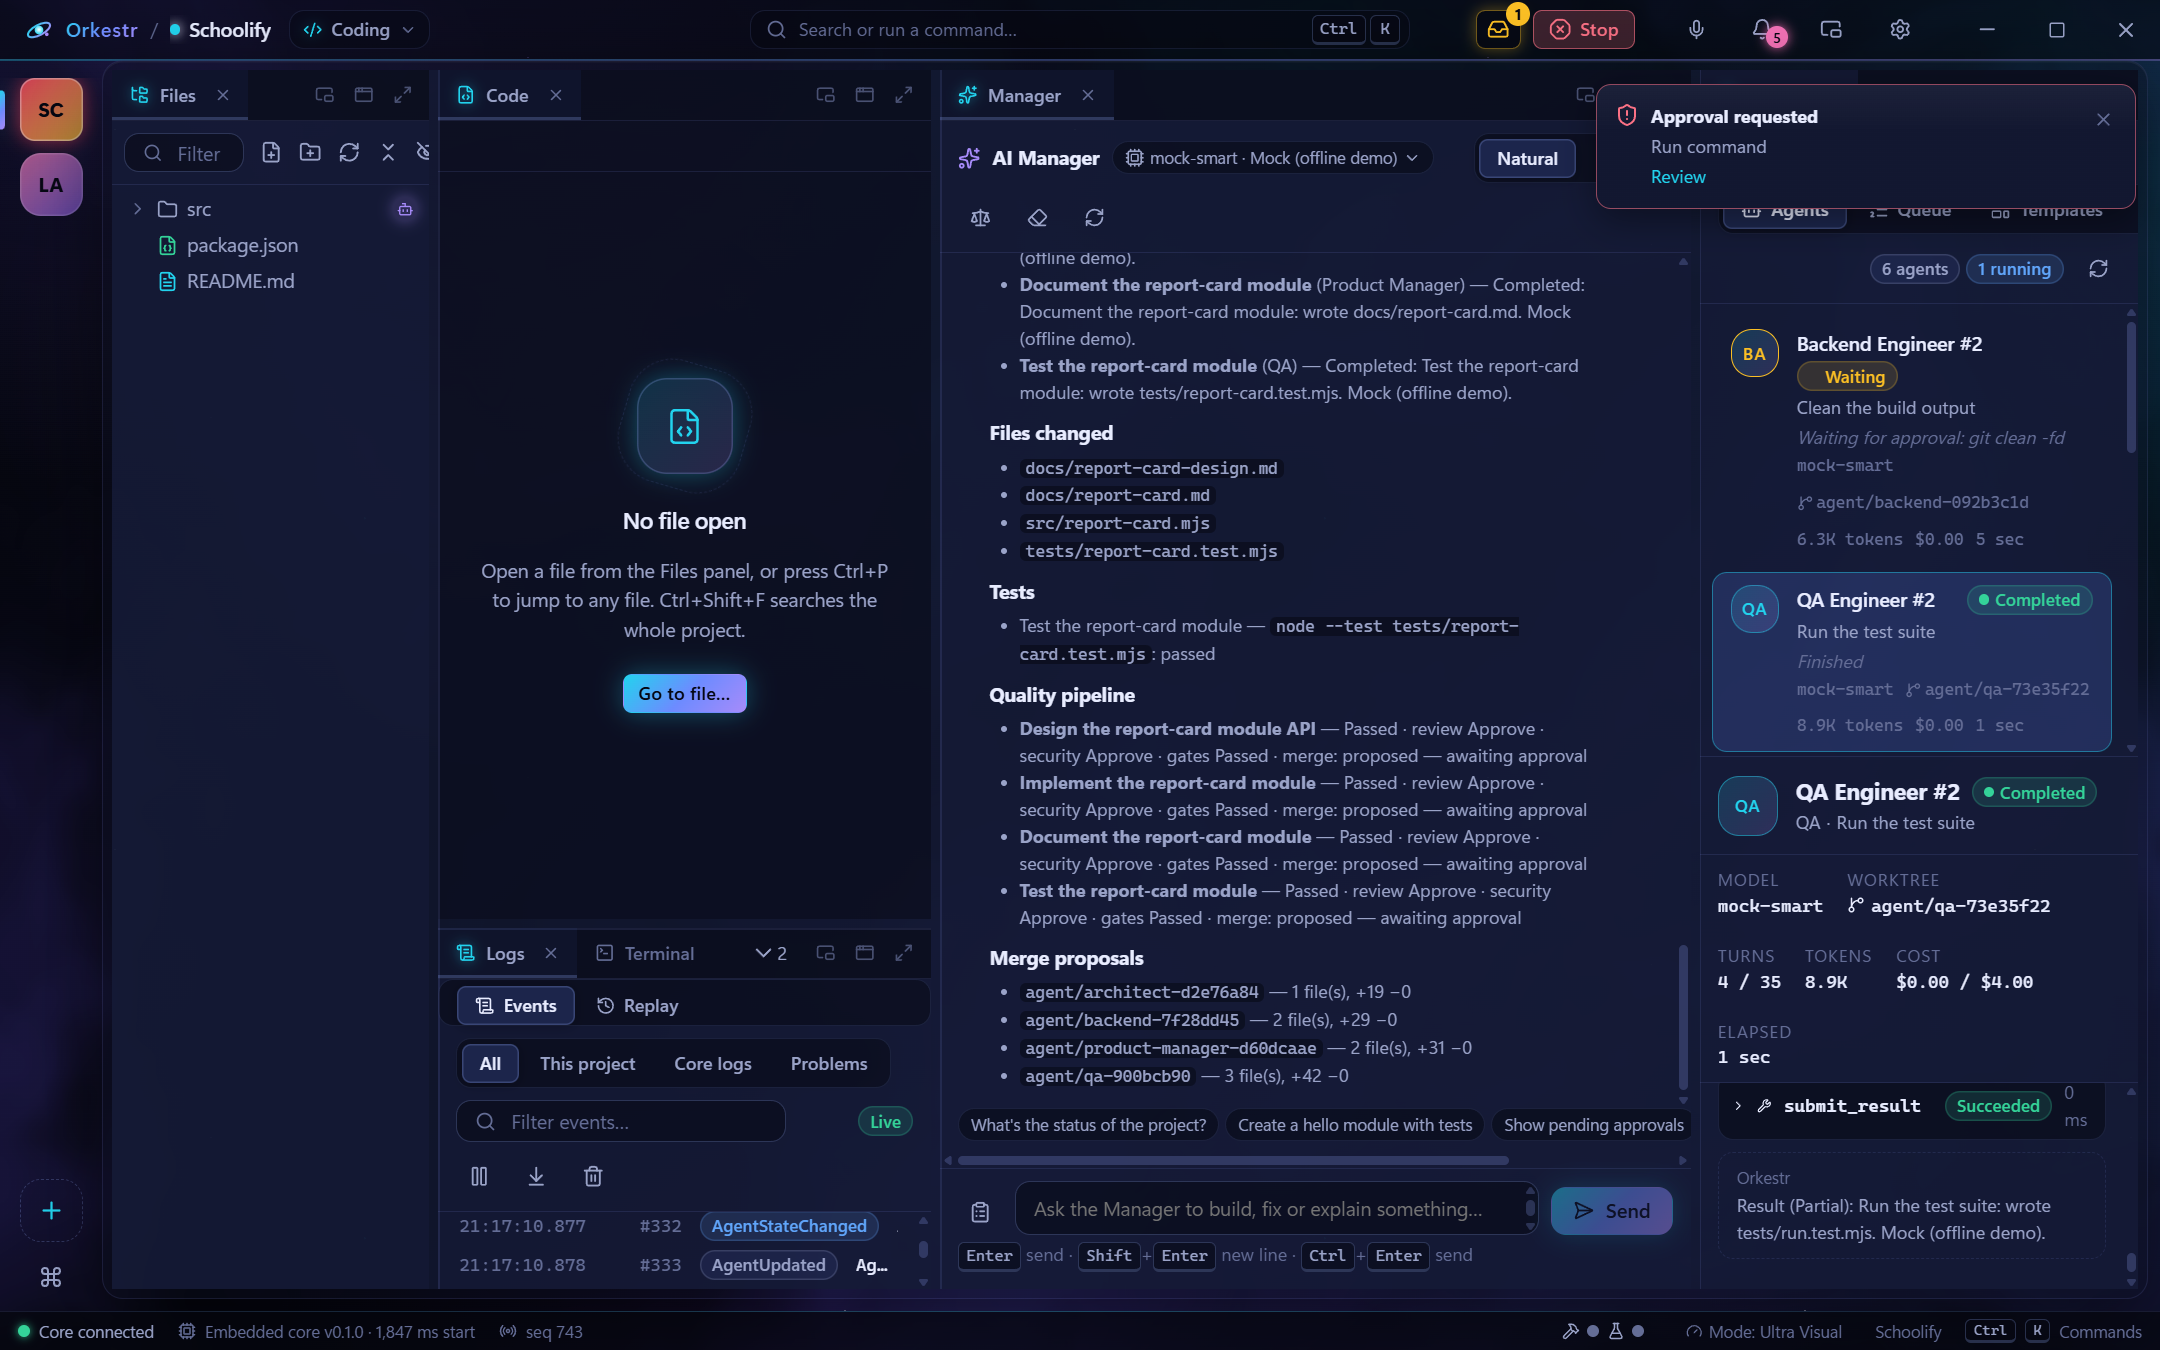 Orkestr / Schoolify Coding
Search or run a command... Ctrl K
1 Stop 5
SC
LA
Files
Filter
src
package.json
README.md
Code
No file open
Open a file from the Files panel, or press Ctrl+P
to jump to any file. Ctrl+Shift+F searches the
whole project.
Go to file...
Logs Terminal 2
Events Replay
All This project Core logs Problems
Filter events... Live
21:17:10.877 #332 AgentStateChanged
21:17:10.878 #333 AgentUpdated Ag...
Manager
AI Manager mock-smart · Mock (offline demo) Natural
(offline demo).
• Document the report-card module (Product Manager) — Completed:
Document the report-card module: wrote docs/report-card.md. Mock
(offline demo).
• Test the report-card module (QA) — Completed: Test the report-card
module: wrote tests/report-card.test.mjs. Mock (offline demo).
Files changed
• docs/report-card-design.md
• docs/report-card.md
• src/report-card.mjs
• tests/report-card.test.mjs
Tests
• Test the report-card module — node --test tests/report-
card.test.mjs : passed
Quality pipeline
• Design the report-card module API — Passed · review Approve ·
security Approve · gates Passed · merge: proposed — awaiting approval
• Implement the report-card module — Passed · review Approve ·
security Approve · gates Passed · merge: proposed — awaiting approval
• Document the report-card module — Passed · review Approve ·
security Approve · gates Passed · merge: proposed — awaiting approval
• Test the report-card module — Passed · review Approve · security
Approve · gates Passed · merge: proposed — awaiting approval
Merge proposals
• agent/architect-d2e76a84 — 1 file(s), +19 −0
• agent/backend-7f28dd45 — 2 file(s), +29 −0
• agent/product-manager-d60dcaae — 2 file(s), +31 −0
• agent/qa-900bcb90 — 3 file(s), +42 −0
What's the status of the project? Create a hello module with tests Show pending approvals
Ask the Manager to build, fix or explain something... Send
Enter send · Shift + Enter new line · Ctrl + Enter send
Approval requested
Run command
Review
Agents Queue Templates
6 agents 1 running
BA Backend Engineer #2
Waiting
Clean the build output
Waiting for approval: git clean -fd
mock-smart
agent/backend-092b3c1d
6.3K tokens $0.00 5 sec
QA QA Engineer #2 Completed
Run the test suite
Finished
mock-smart agent/qa-73e35f22
8.9K tokens $0.00 1 sec
QA QA Engineer #2 Completed
QA · Run the test suite
MODEL WORKTREE
mock-smart agent/qa-73e35f22
TURNS TOKENS COST
4 / 35 8.9K $0.00 / $4.00
ELAPSED
1 sec
submit_result Succeeded 0 ms
Orkestr
Result (Partial): Run the test suite: wrote
tests/run.test.mjs. Mock (offline demo).
Core connected Embedded core v0.1.0 · 1,847 ms start seq 743
Mode: Ultra Visual Schoolify Ctrl K Commands